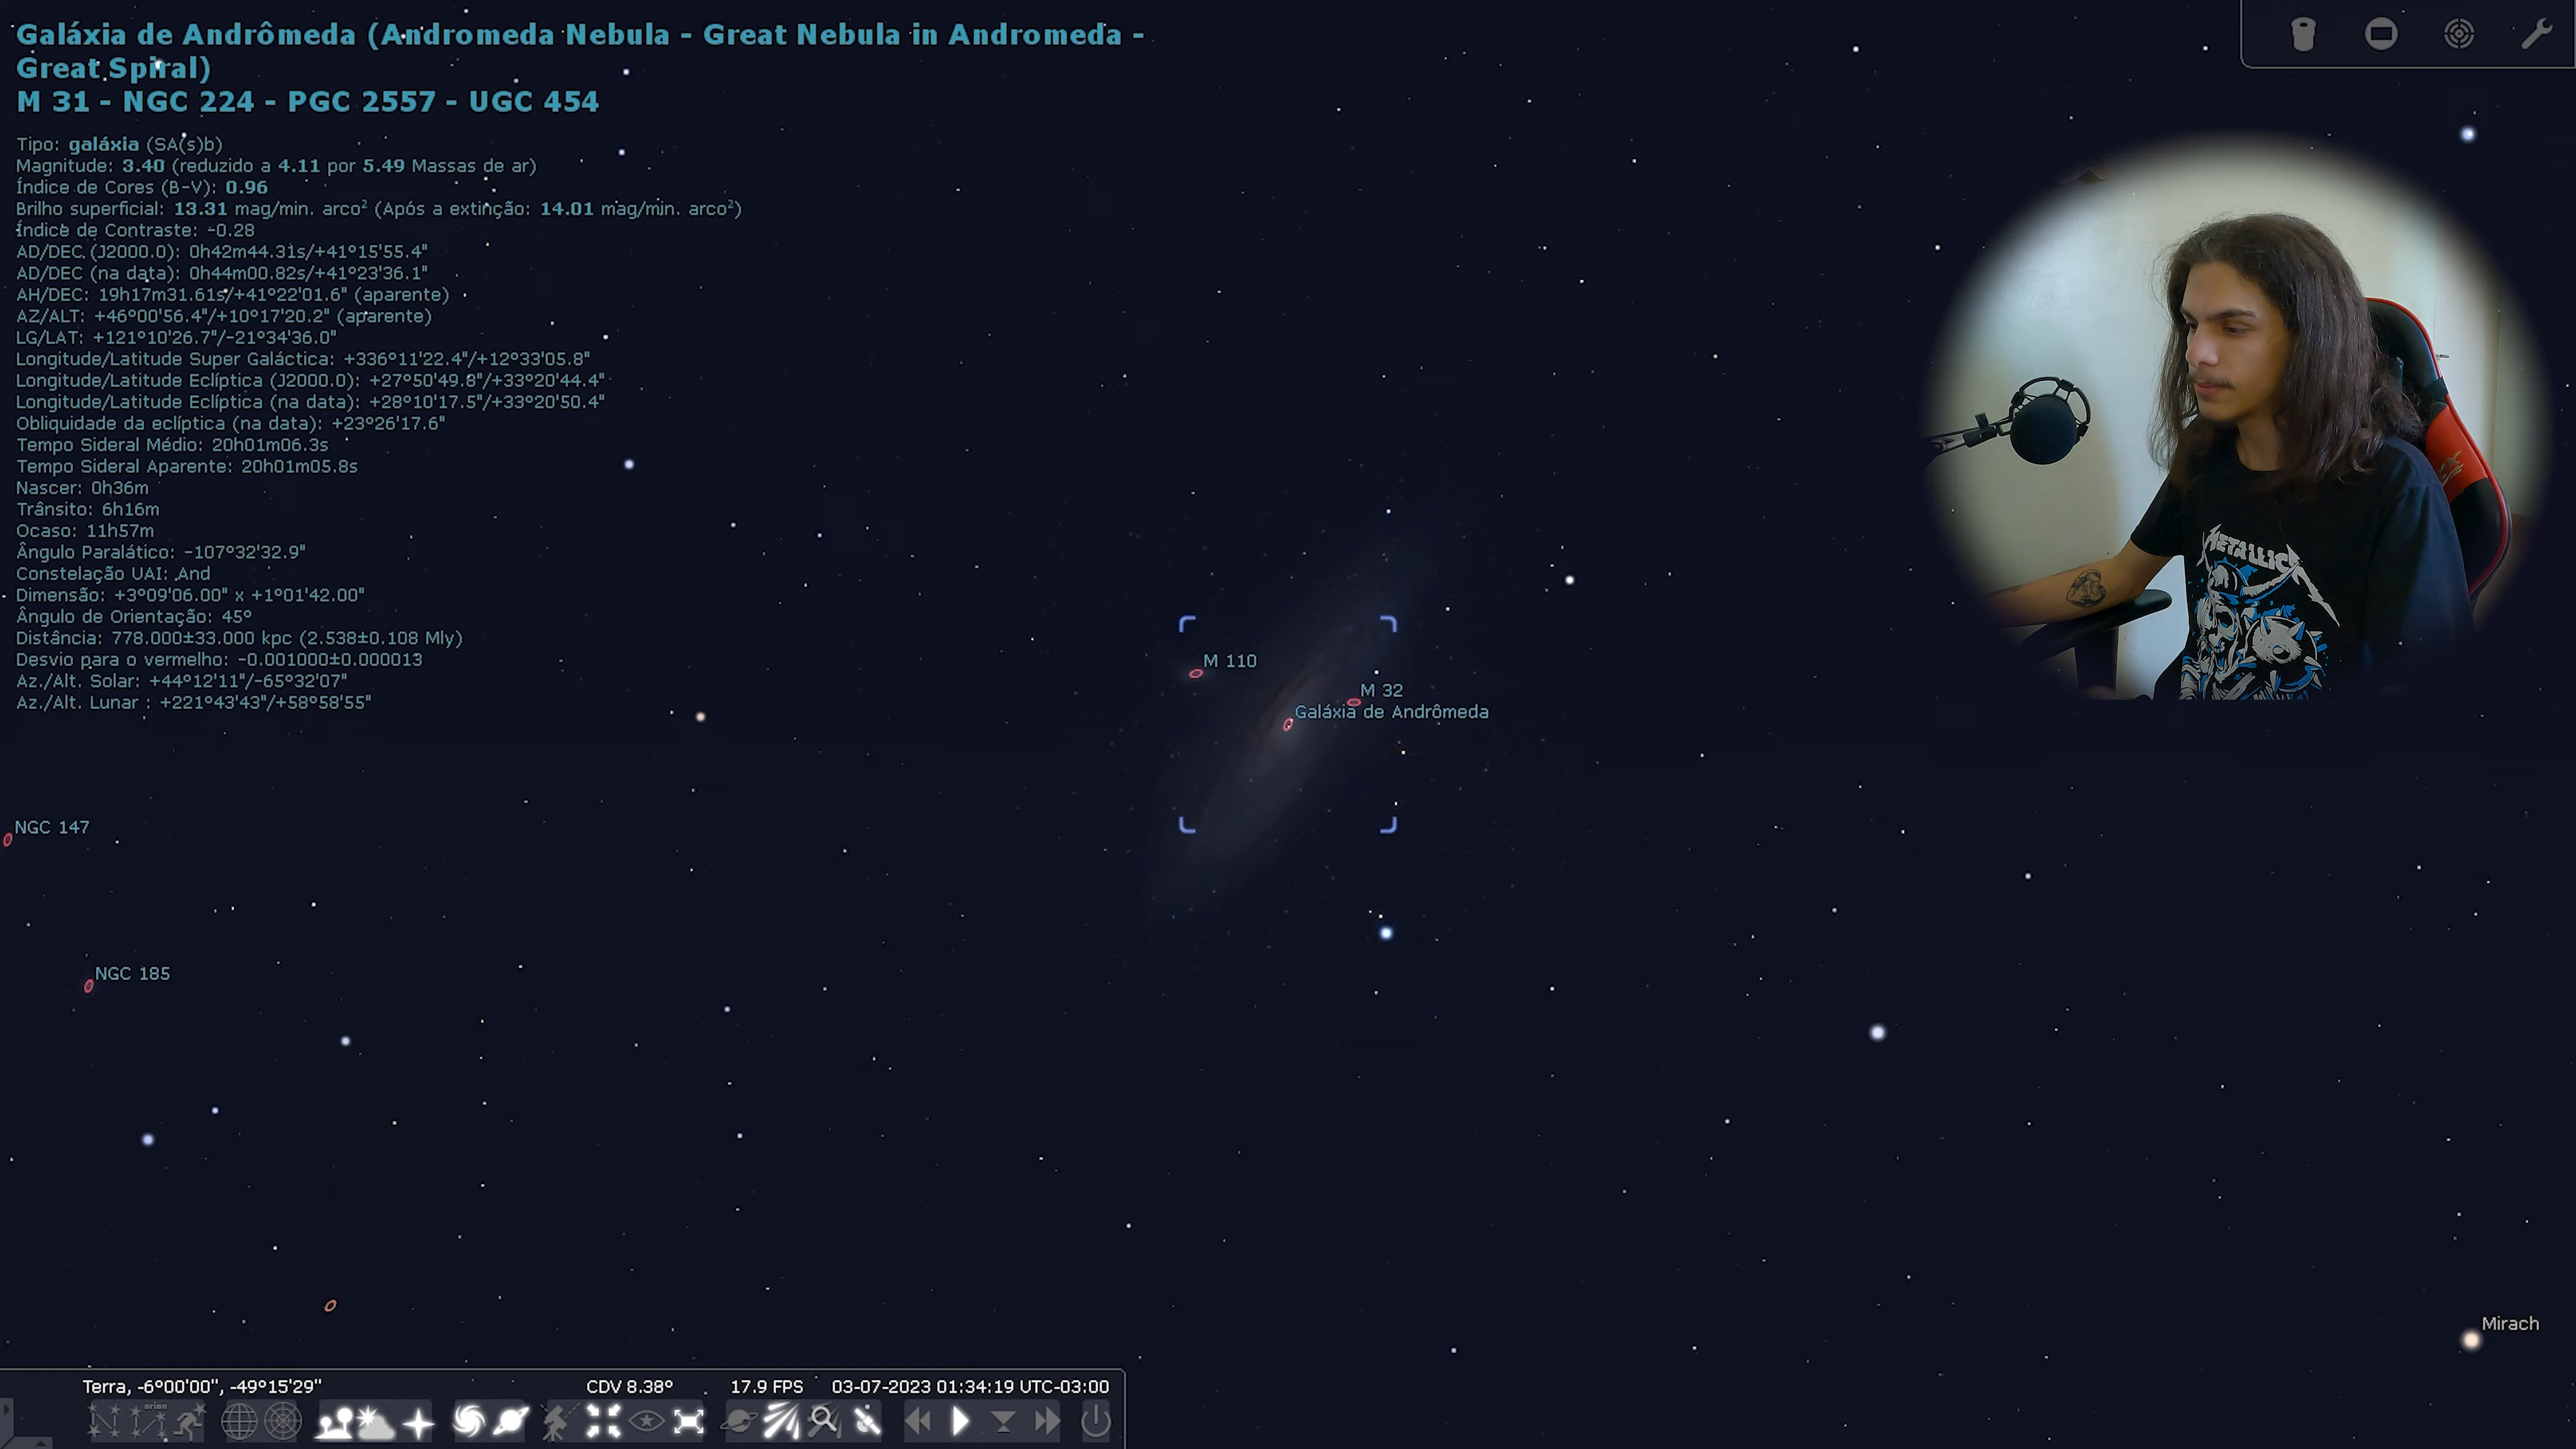 Galáxia de Andrômeda (Andromeda Nebula - Great Nebula in Andromeda -
Great Spiral)
M 31 - NGC 224 - PGC 2557 - UGC 454
Tipo: galáxia (SA(s)b)
Magnitude: 3.40 (reduzido a 4.11 por 5.49 Massas de ar)
Índice de Cores (B-V): 0.96
Brilho superficial: 13.31 mag/min. arco² (Após a extinção: 14.01 mag/min. arco²)
Índice de Contraste: -0.28
AD/DEC (J2000.0): 0h42m44.31s/+41°15'55.4"
AD/DEC (na data): 0h44m00.82s/+41°23'36.1"
AH/DEC: 19h17m31.61s/+41°22'01.6" (aparente)
AZ/ALT: +46°00'56.4"/+10°17'20.2" (aparente)
LG/LAT: +121°10'26.7"/-21°34'36.0"
Longitude/Latitude Super Galáctica: +336°11'22.4"/+12°33'05.8"
Longitude/Latitude Eclíptica (J2000.0): +27°50'49.8"/+33°20'44.4"
Longitude/Latitude Eclíptica (na data): +28°10'17.5"/+33°20'50.4"
Obliquidade da eclíptica (na data): +23°26'17.6"
Tempo Sideral Médio: 20h01m06.3s
Tempo Sideral Aparente: 20h01m05.8s
Nascer: 0h36m
Trânsito: 6h16m
Ocaso: 11h57m
Ângulo Paralático: -107°32'32.9"
Constelação UAI: And
Dimensão: +3°09'06.00" x +1°01'42.00"
Ângulo de Orientação: 45°
Distância: 778.000±33.000 kpc (2.538±0.108 Mly)
Desvio para o vermelho: -0.001000±0.000013
Az./Alt. Solar: +44°12'11"/-65°32'07"
Az./Alt. Lunar : +221°43'43"/+58°58'55"
METALLICA
M 110
M 32
Galáxia de Andrômeda
NGC 147
NGC 185
Mirach
Terra, -6°00'00", -49°15'29" CDV 8.38° 17.9 FPS 03-07-2023 01:34:19 UTC-03:00
orion